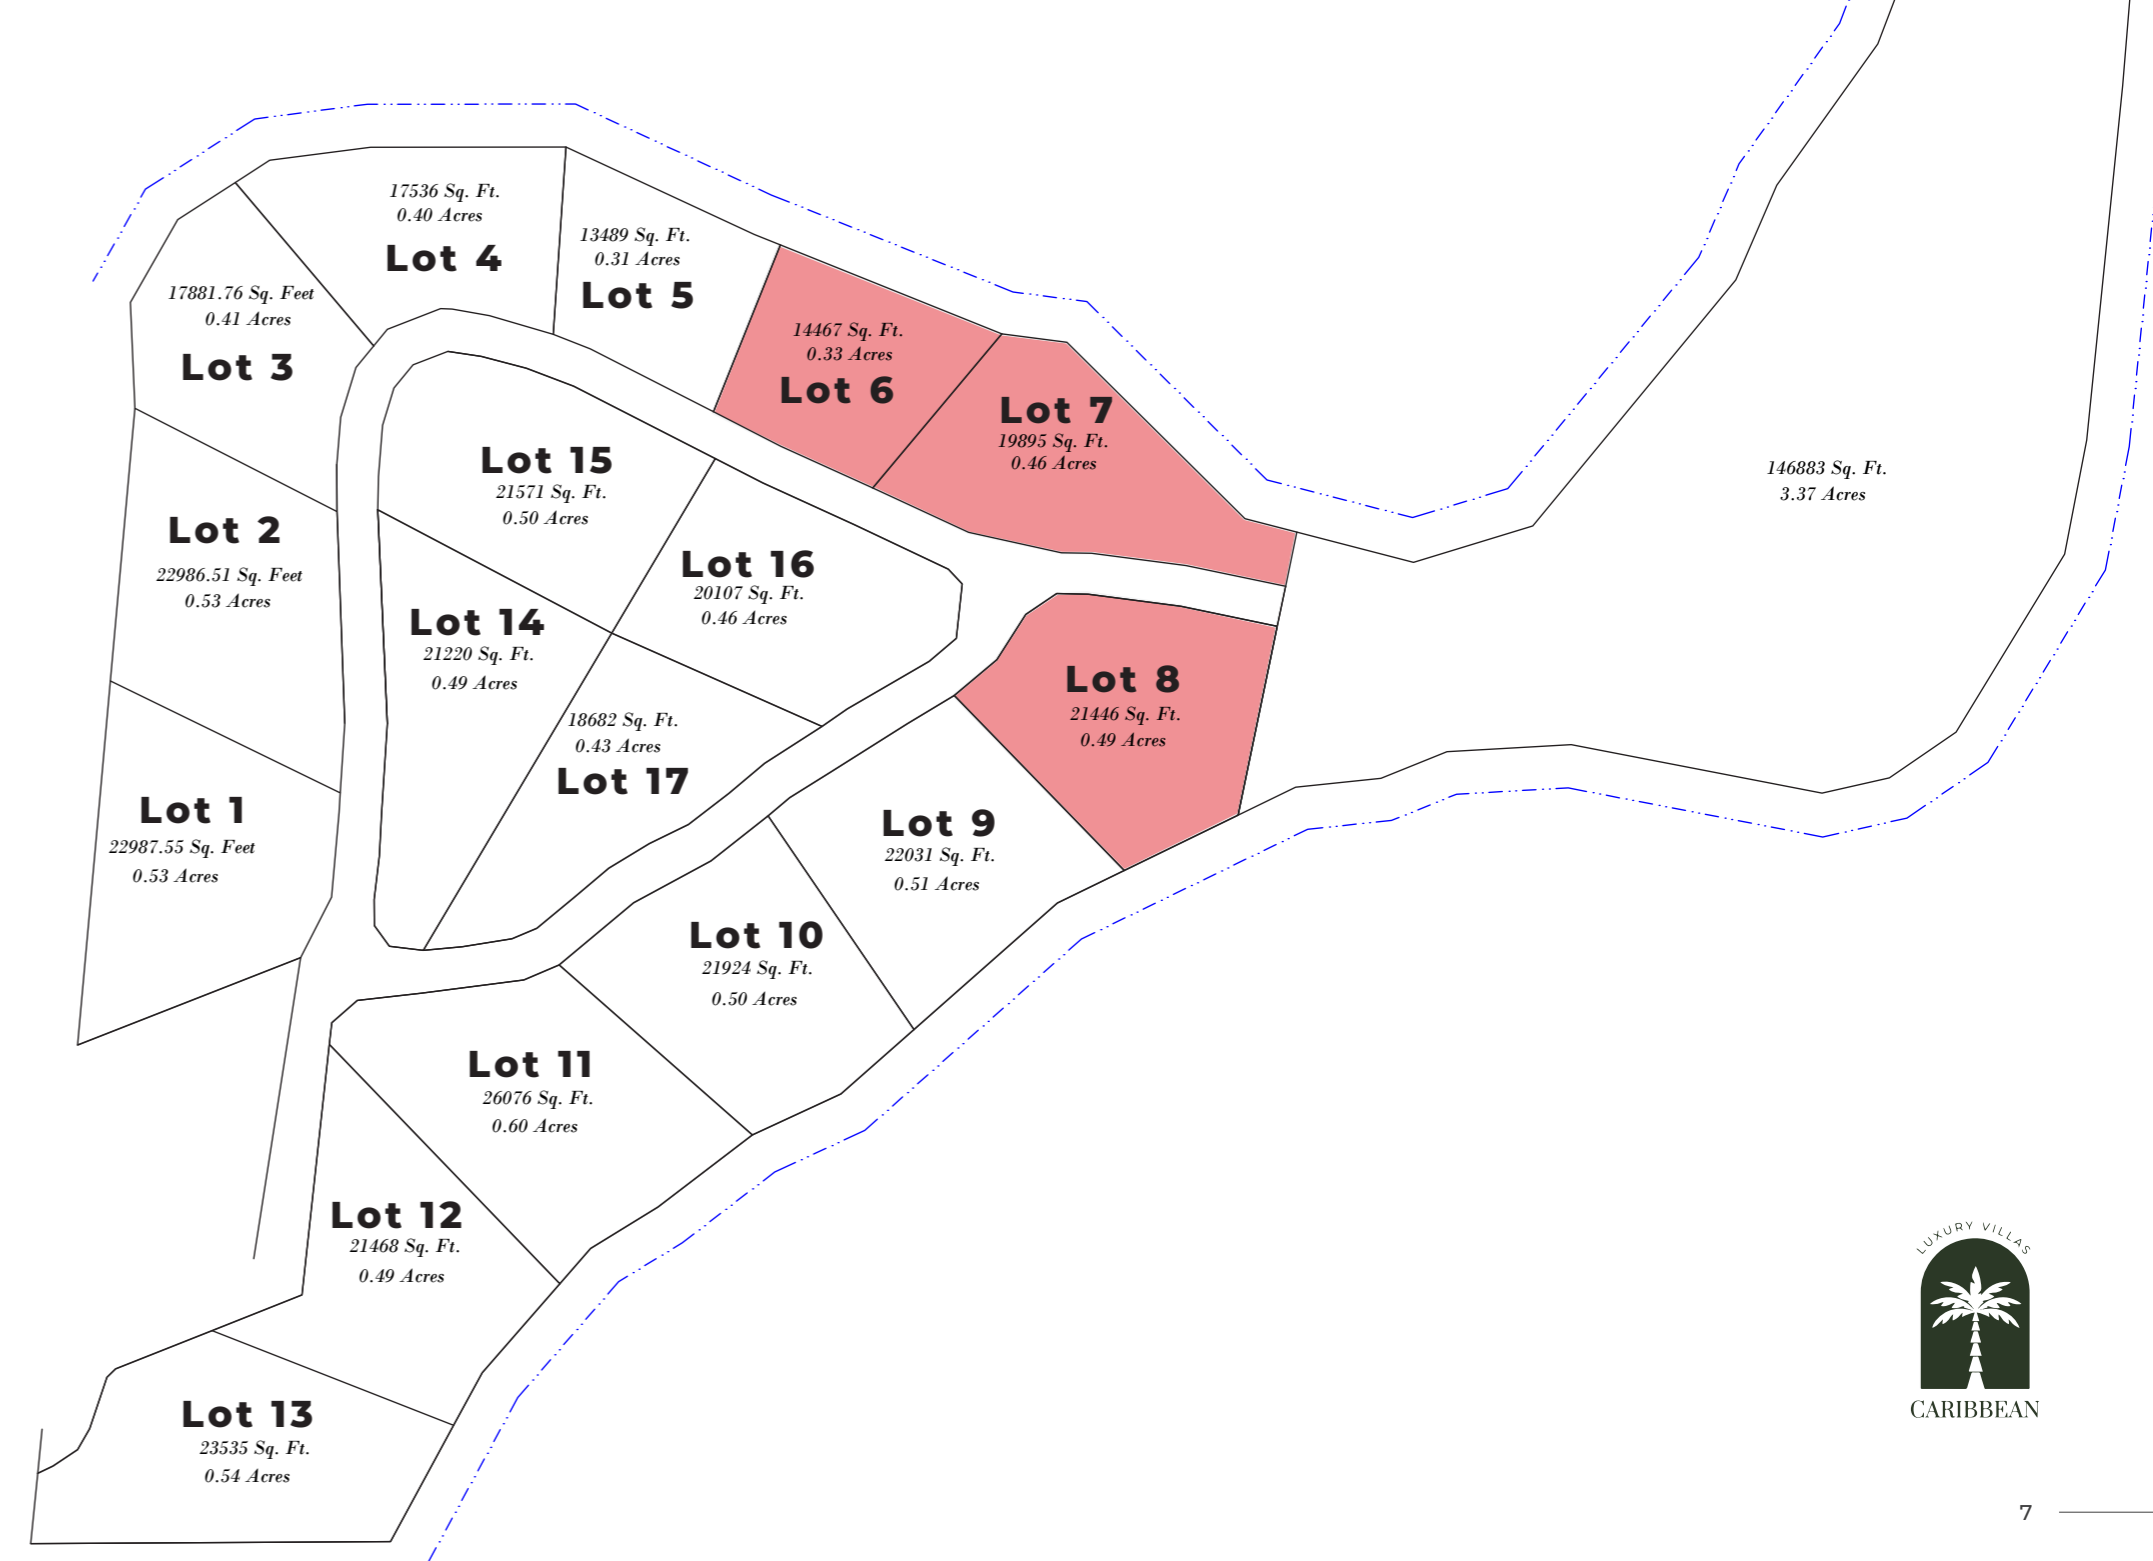 17536 Sq. Ft.
0.40 Acres
Lot 4
13489 Sq. Ft.
0.31 Acres
Lot 5
17881.76 Sq. Feet
0.41 Acres
Lot 3
14467 Sq. Ft.
0.33 Acres
Lot 6
Lot 7
19895 Sq. Ft.
0.46 Acres
146883 Sq. Ft.
3.37 Acres
Lot 15
21571 Sq. Ft.
0.50 Acres
Lot 2
22986.51 Sq. Feet
0.53 Acres
Lot 16
20107 Sq. Ft.
0.46 Acres
Lot 14
21220 Sq. Ft.
0.49 Acres
Lot 8
21446 Sq. Ft.
0.49 Acres
18682 Sq. Ft.
0.43 Acres
Lot 17
Lot 1
22987.55 Sq. Feet
0.53 Acres
Lot 9
22031 Sq. Ft.
0.51 Acres
Lot 10
21924 Sq. Ft.
0.50 Acres
Lot 11
26076 Sq. Ft.
0.60 Acres
Lot 12
21468 Sq. Ft.
0.49 Acres
Lot 13
23535 Sq. Ft.
0.54 Acres
LUXURY VILLAS
CARIBBEAN
7